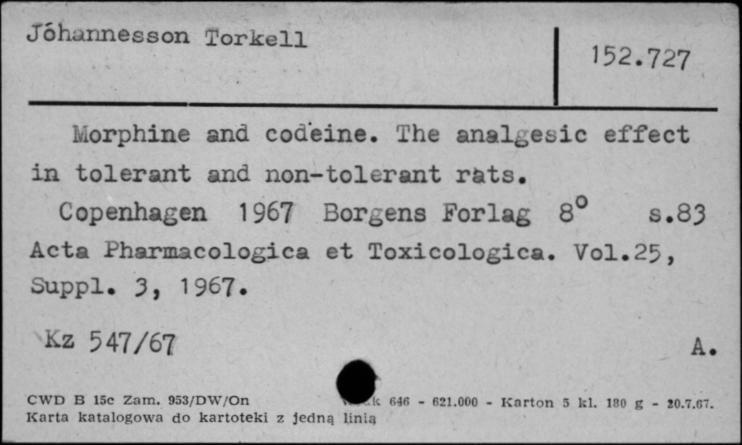 Jóhannesson Torkell
152.727
Morphine and codeine. The analgesic effect
in tolerant and non-tolerant rats.
Copenhagen 1967 Borgens Forlag 8° s.83
Acta Pharmacologica et Toxicologica. Vol.25,
Suppl. 3, 1967.
Kz 547/67 A.
CWD B 15c Zam. 953/DW/On 646 - 621.000 - Karton 5 kl. 180 g - 20.7.67.
Karta katalogowa do kartoteki z jedną linią